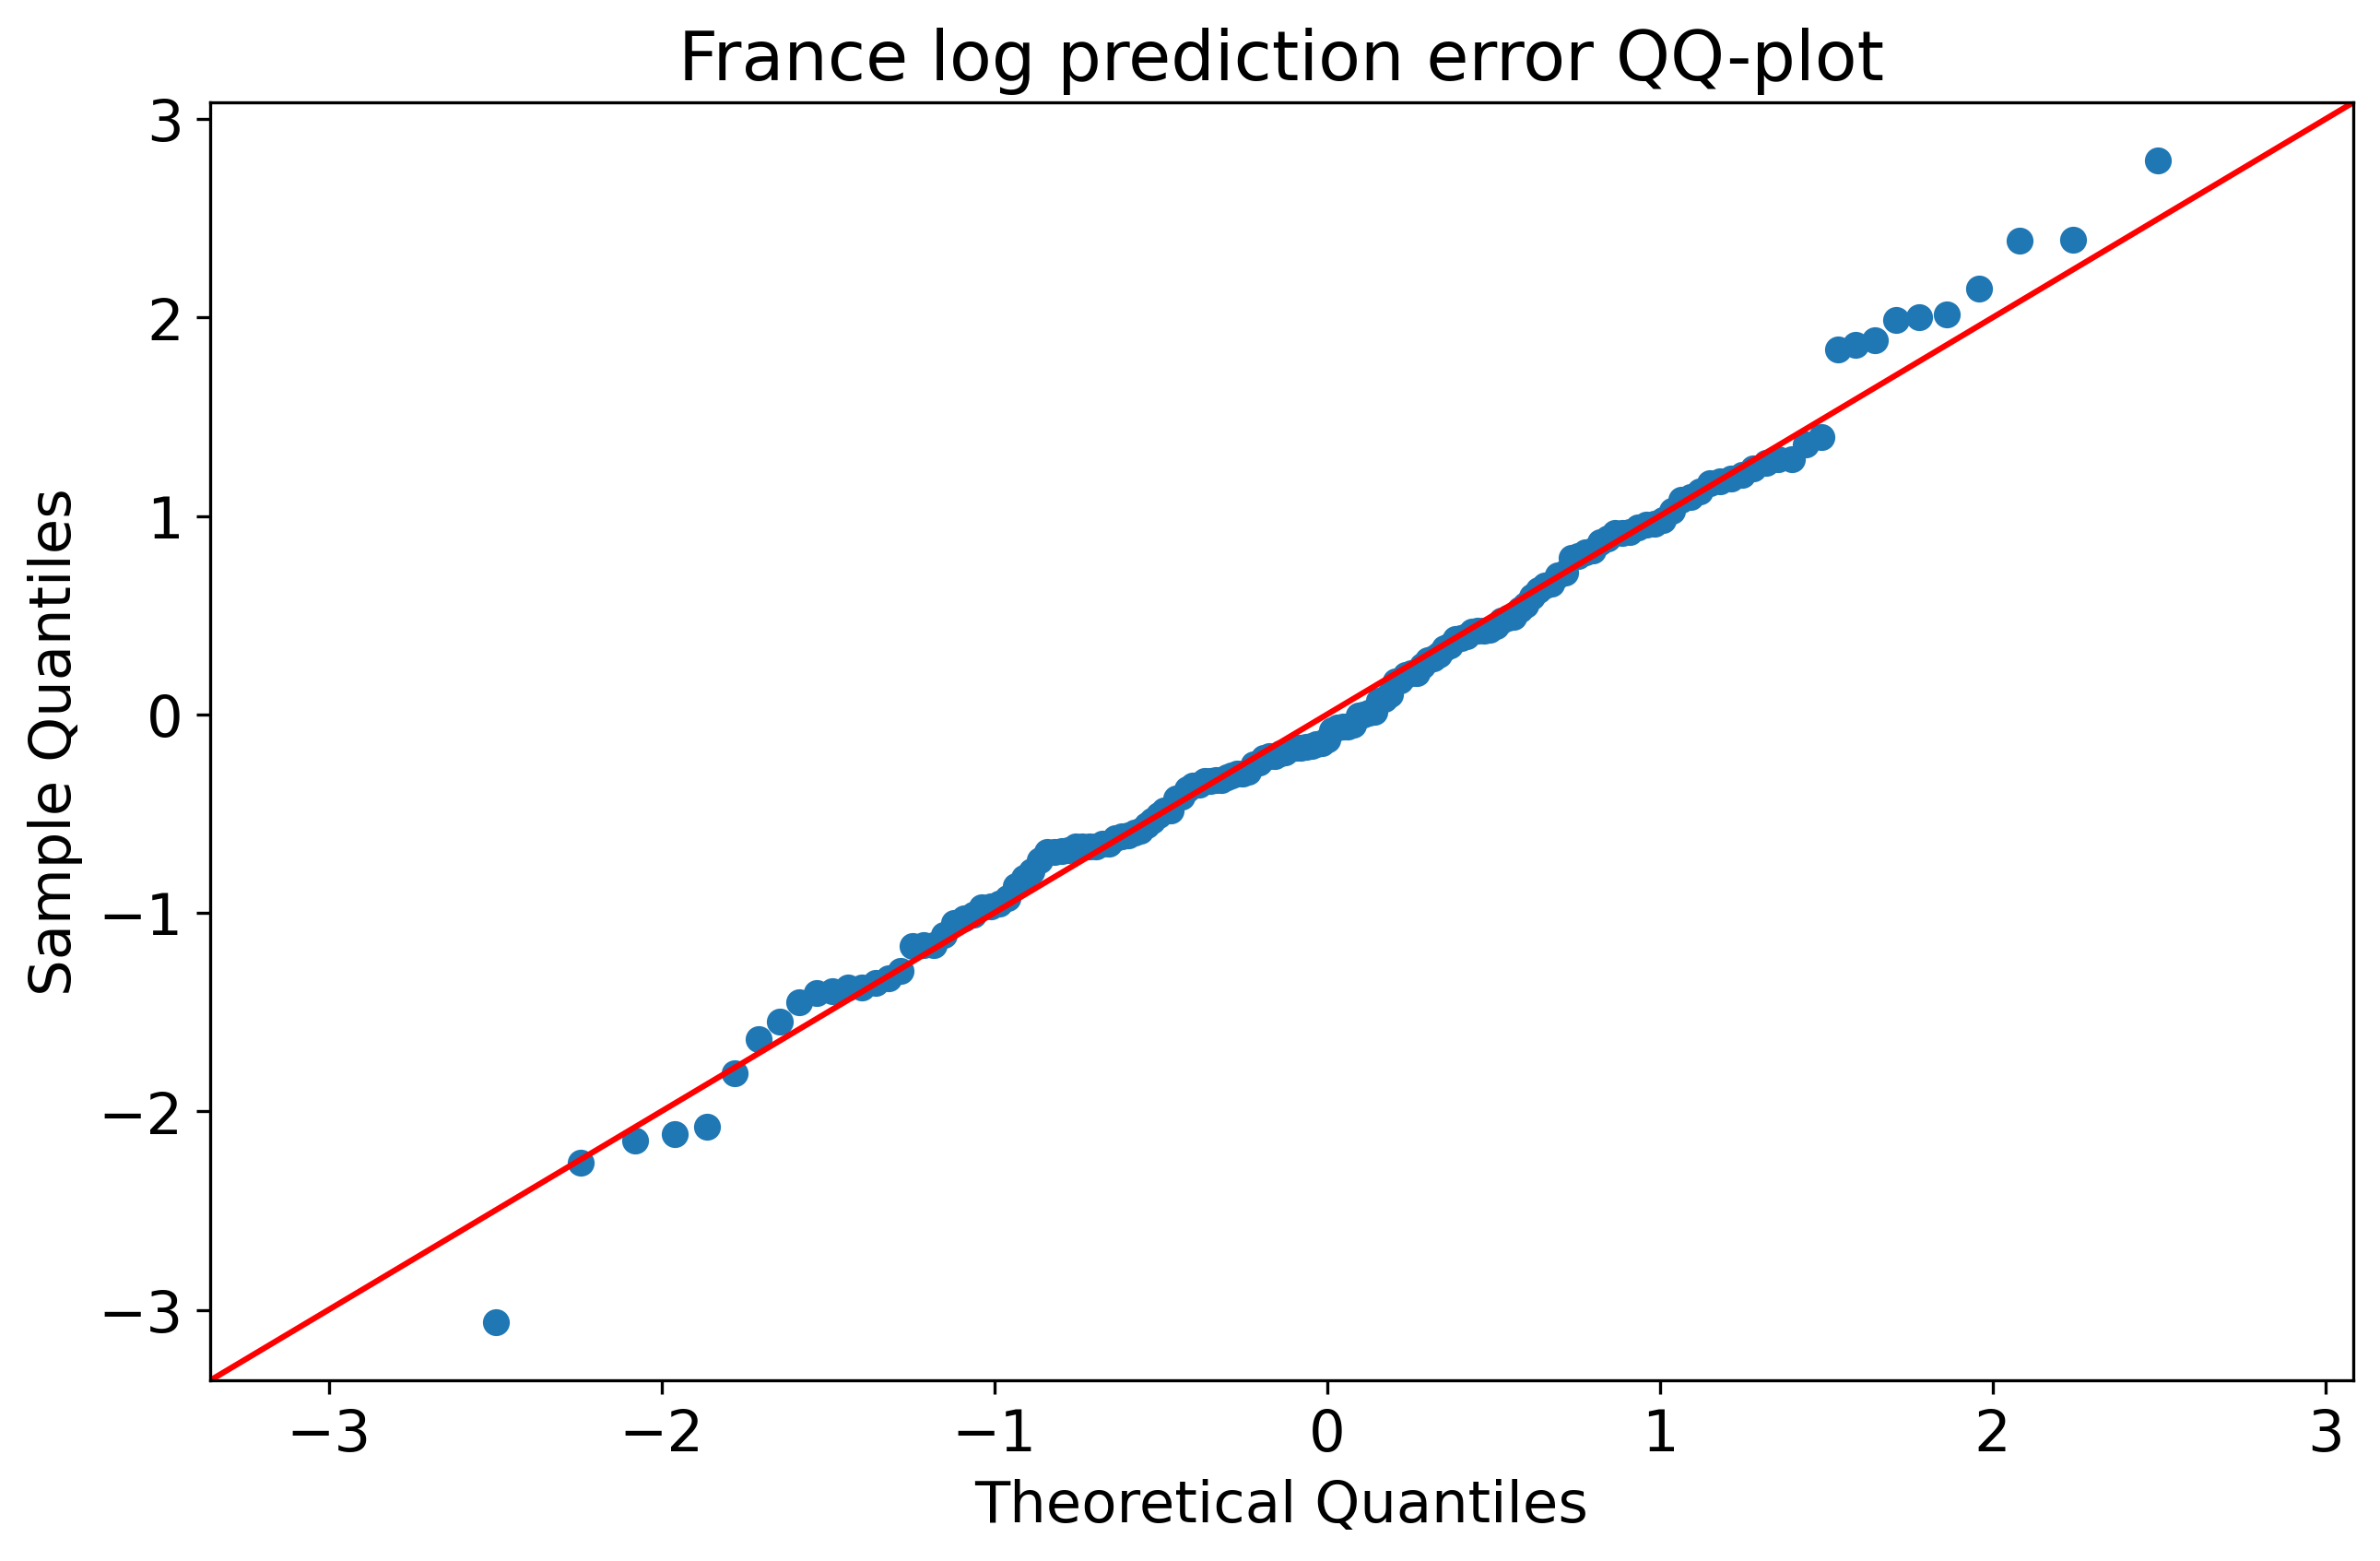 France log prediction error QQ-plot
3
2
1
0
−1
−2
−3
Sample Quantiles
−3 −2 −1 0 1 2 3
Theoretical Quantiles